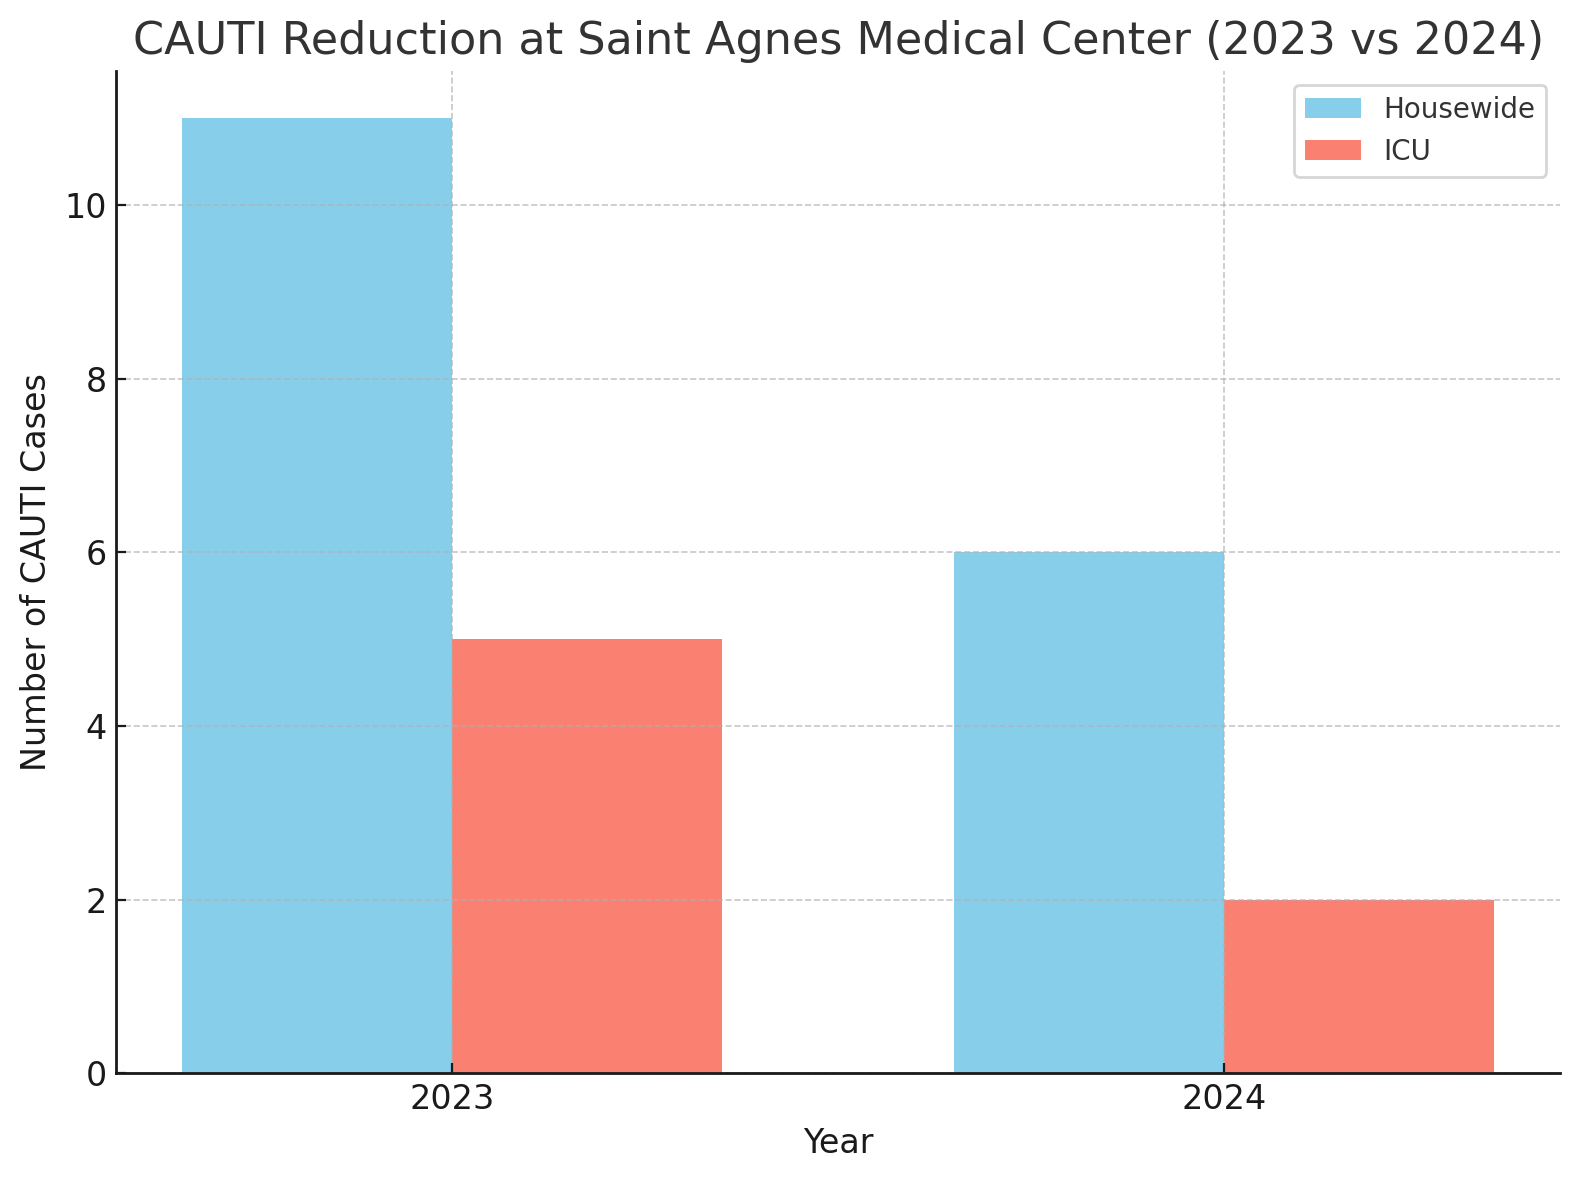 CAUTI Reduction at Saint Agnes Medical Center (2023 vs 2024)
Housewide
ICU
Number of CAUTI Cases
10
8
6
4
2
0
2023
2024
Year